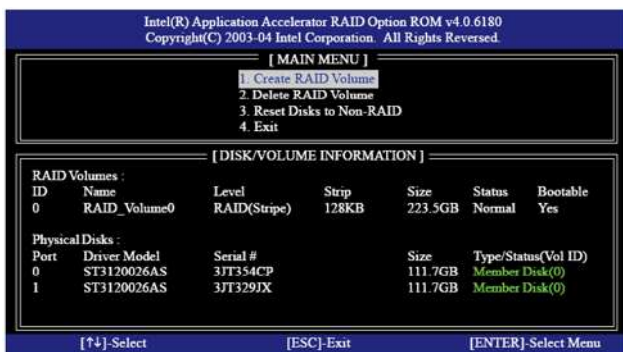 Intel(R) Application Accelerator RAID Option ROM v4.0.6180
Copyright(C) 2003-04 Intel Corporation. All Rights Reversed.
[ MAIN MENU ]
1. Create RAID Volume
2. Delete RAID Volume
3. Reset Disks to Non-RAID
4. Exit
[ DISK/VOLUME INFORMATION ]
RAID Volumes :
ID Name Level Strip Size Status Bootable
0 RAID_Volume0 RAID(Stripe) 128KB 223.5GB Normal Yes
Physical Disks :
Port Driver Model Serial # Size Type/Status(Vol ID)
0 ST3120026AS 3JT354CP 111.7GB Member Disk(0)
1 ST3120026AS 3JT329JX 111.7GB Member Disk(0)
[↑↓]-Select [ESC]-Exit [ENTER]-Select Menu